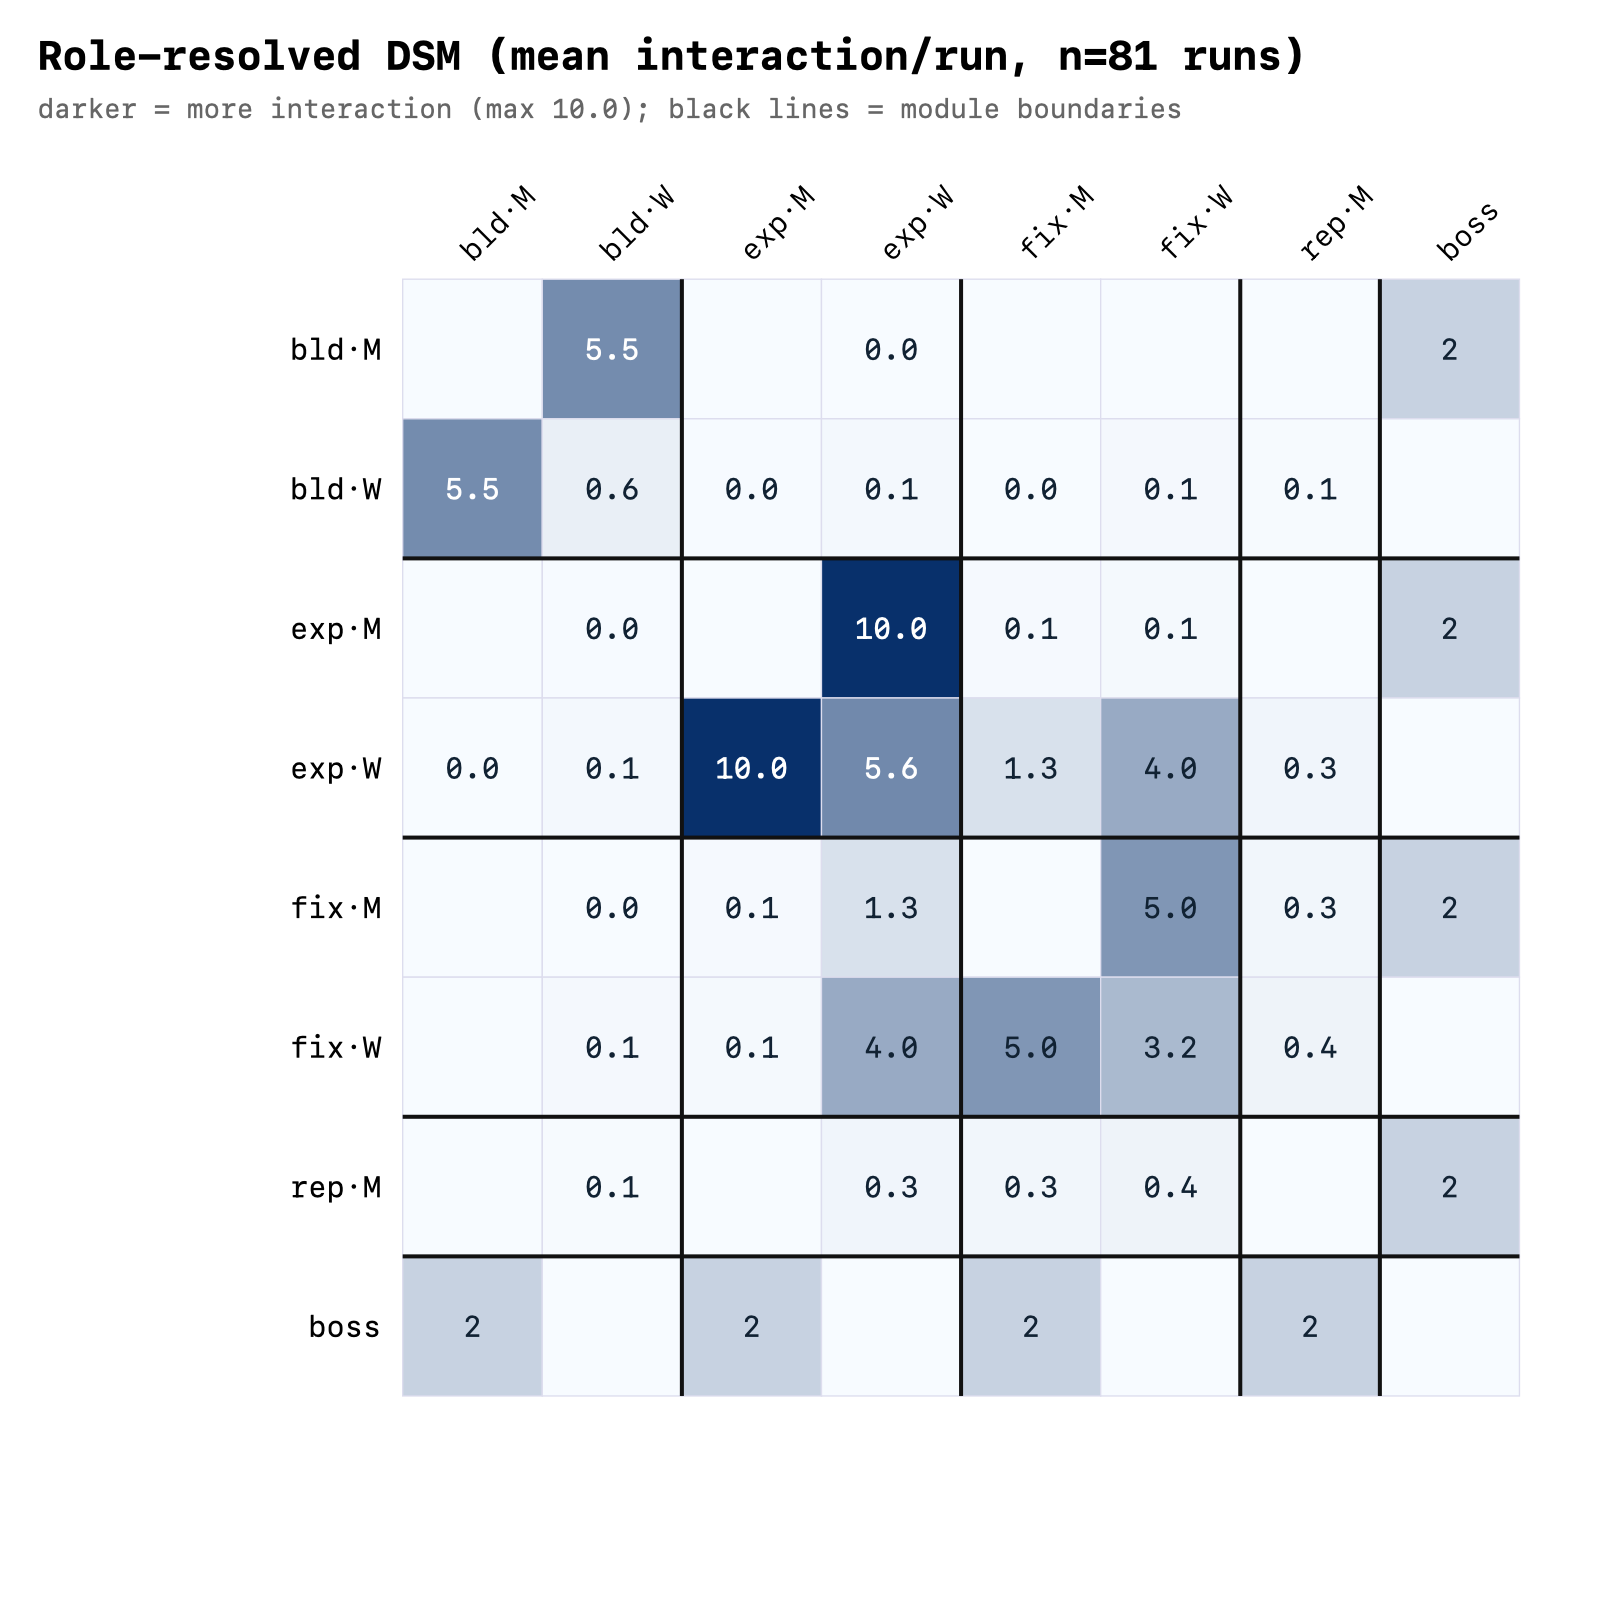 Role-resolved DSM (mean interaction/run, n=81 runs)
darker = more interaction (max 10.0); black lines = module boundaries
bld·M bld·W exp·M exp·W fix·M fix·W rep·M boss
bld·M 5.5 0.0 2
bld·W 5.5 0.6 0.0 0.1 0.0 0.1 0.1
exp·M 0.0 10.0 0.1 0.1 2
exp·W 0.0 0.1 10.0 5.6 1.3 4.0 0.3
fix·M 0.0 0.1 1.3 5.0 0.3 2
fix·W 0.1 0.1 4.0 5.0 3.2 0.4
rep·M 0.1 0.3 0.3 0.4 2
boss 2 2 2 2